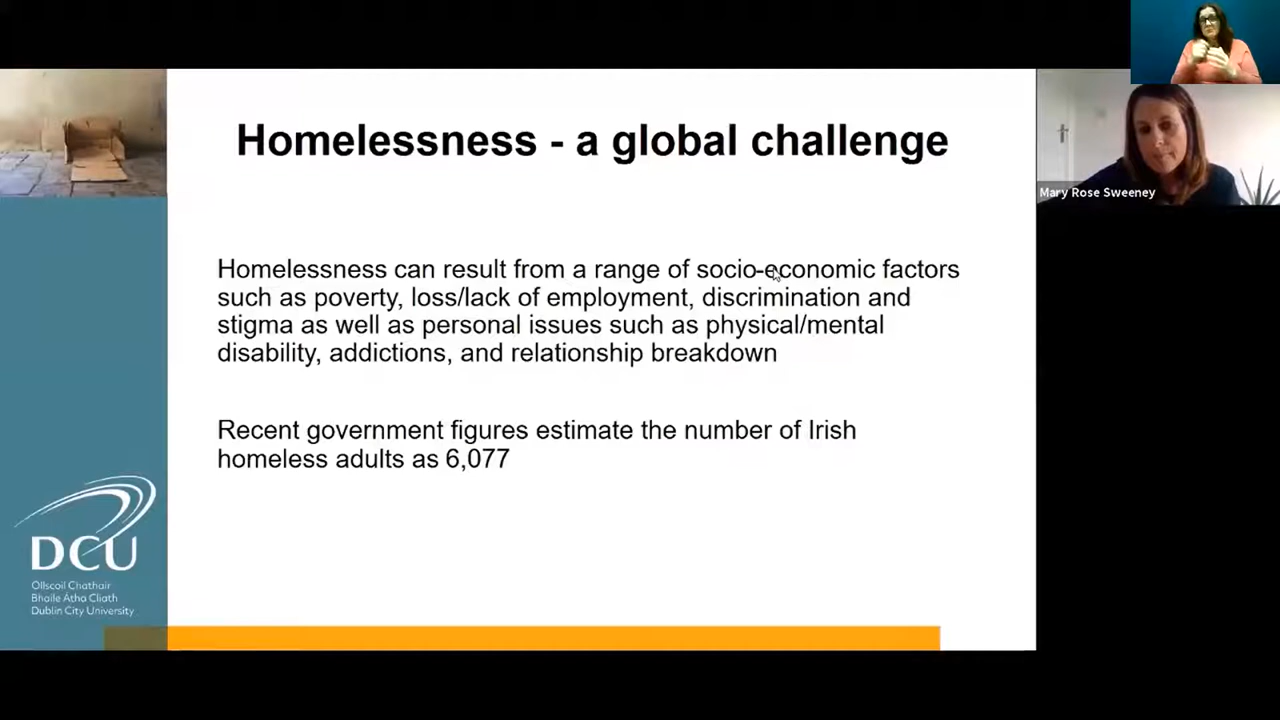 Homelessness - a global challenge
Mary Rose Sweeney
Homelessness can result from a range of socio-economic factors
such as poverty, loss/lack of employment, discrimination and
stigma as well as personal issues such as physical/mental
disability, addictions, and relationship breakdown
Recent government figures estimate the number of Irish
homeless adults as 6,077
DCU
Ollscoil Chathair
Bhaile Átha Cliath
Dublin City University